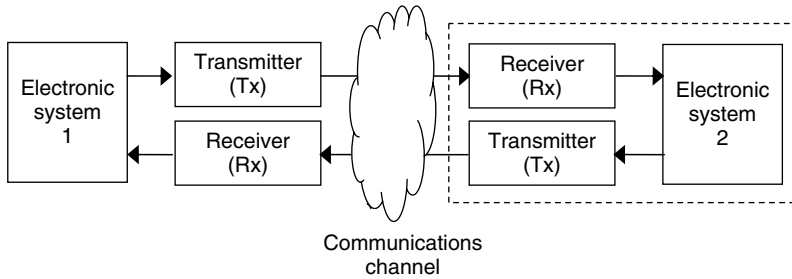 Electronic
system
1
Transmitter
(Tx)
Receiver
(Rx)
Communications
channel
Receiver
(Rx)
Transmitter
(Tx)
Electronic
system
2